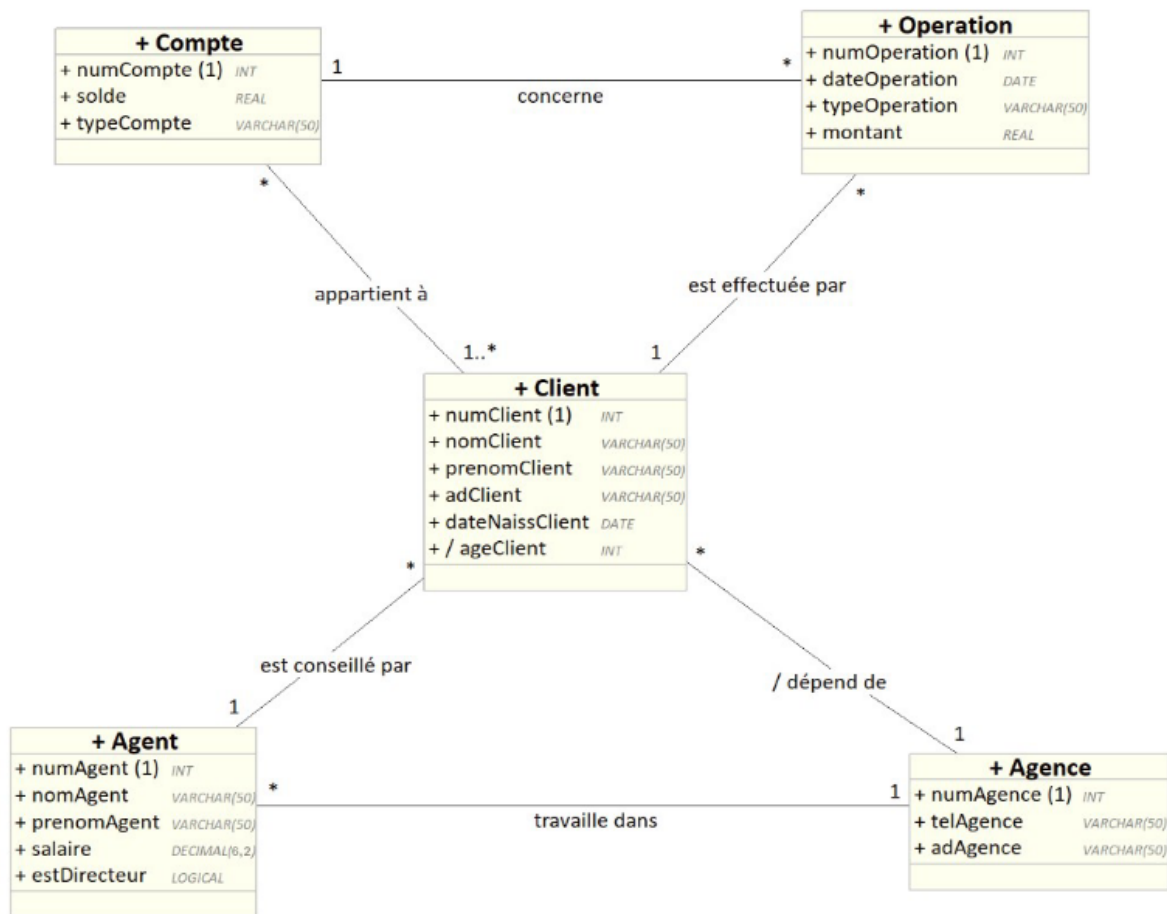 + Compte
+ numCompte (1) INT
+ solde REAL
+ typeCompte VARCHAR(50)
1
*
concerne
+ Operation
+ numOperation (1) INT
+ dateOperation DATE
+ typeOperation VARCHAR(50)
+ montant REAL
*
*
appartient à
est effectuée par
1..*
1
+ Client
+ numClient (1) INT
+ nomClient VARCHAR(50)
+ prenomClient VARCHAR(50)
+ adClient VARCHAR(50)
+ dateNaissClient DATE
+ / ageClient INT
*
*
est conseillé par
/ dépend de
1
1
+ Agent
+ numAgent (1) INT
+ nomAgent VARCHAR(50)
+ prenomAgent VARCHAR(50)
+ salaire DECIMAL(6,2)
+ estDirecteur LOGICAL
*
1
travaille dans
+ Agence
+ numAgence (1) INT
+ telAgence VARCHAR(50)
+ adAgence VARCHAR(50)